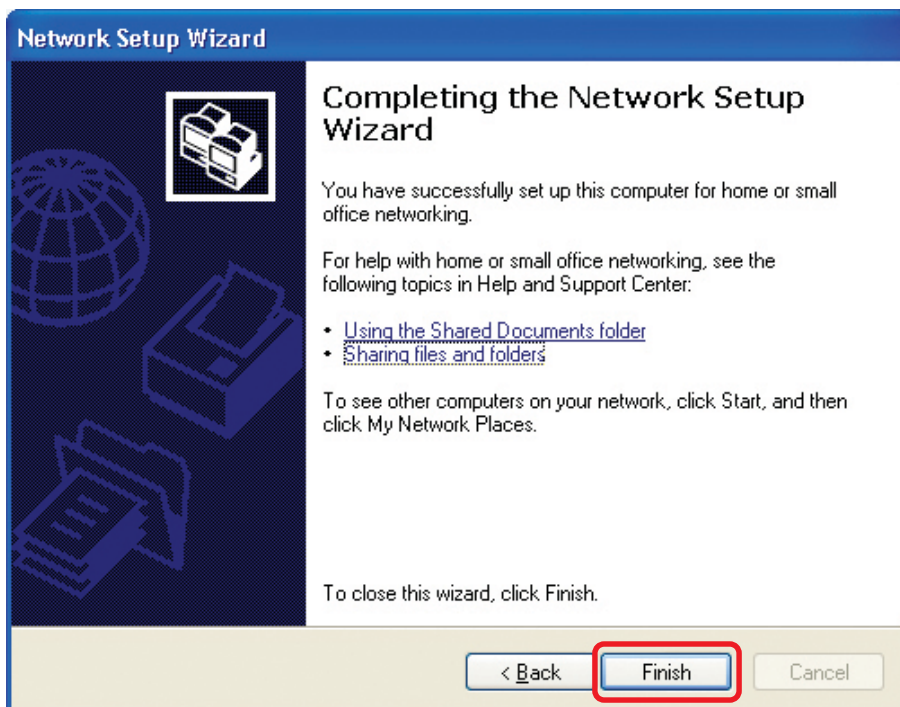 Network Setup Wizard
Completing the Network Setup
Wizard
You have successfully set up this computer for home or small
office networking.
For help with home or small office networking, see the
following topics in Help and Support Center:
• Using the Shared Documents folder
• Sharing files and folders
To see other computers on your network, click Start, and then
click My Network Places.
To close this wizard, click Finish.
< Back Finish Cancel